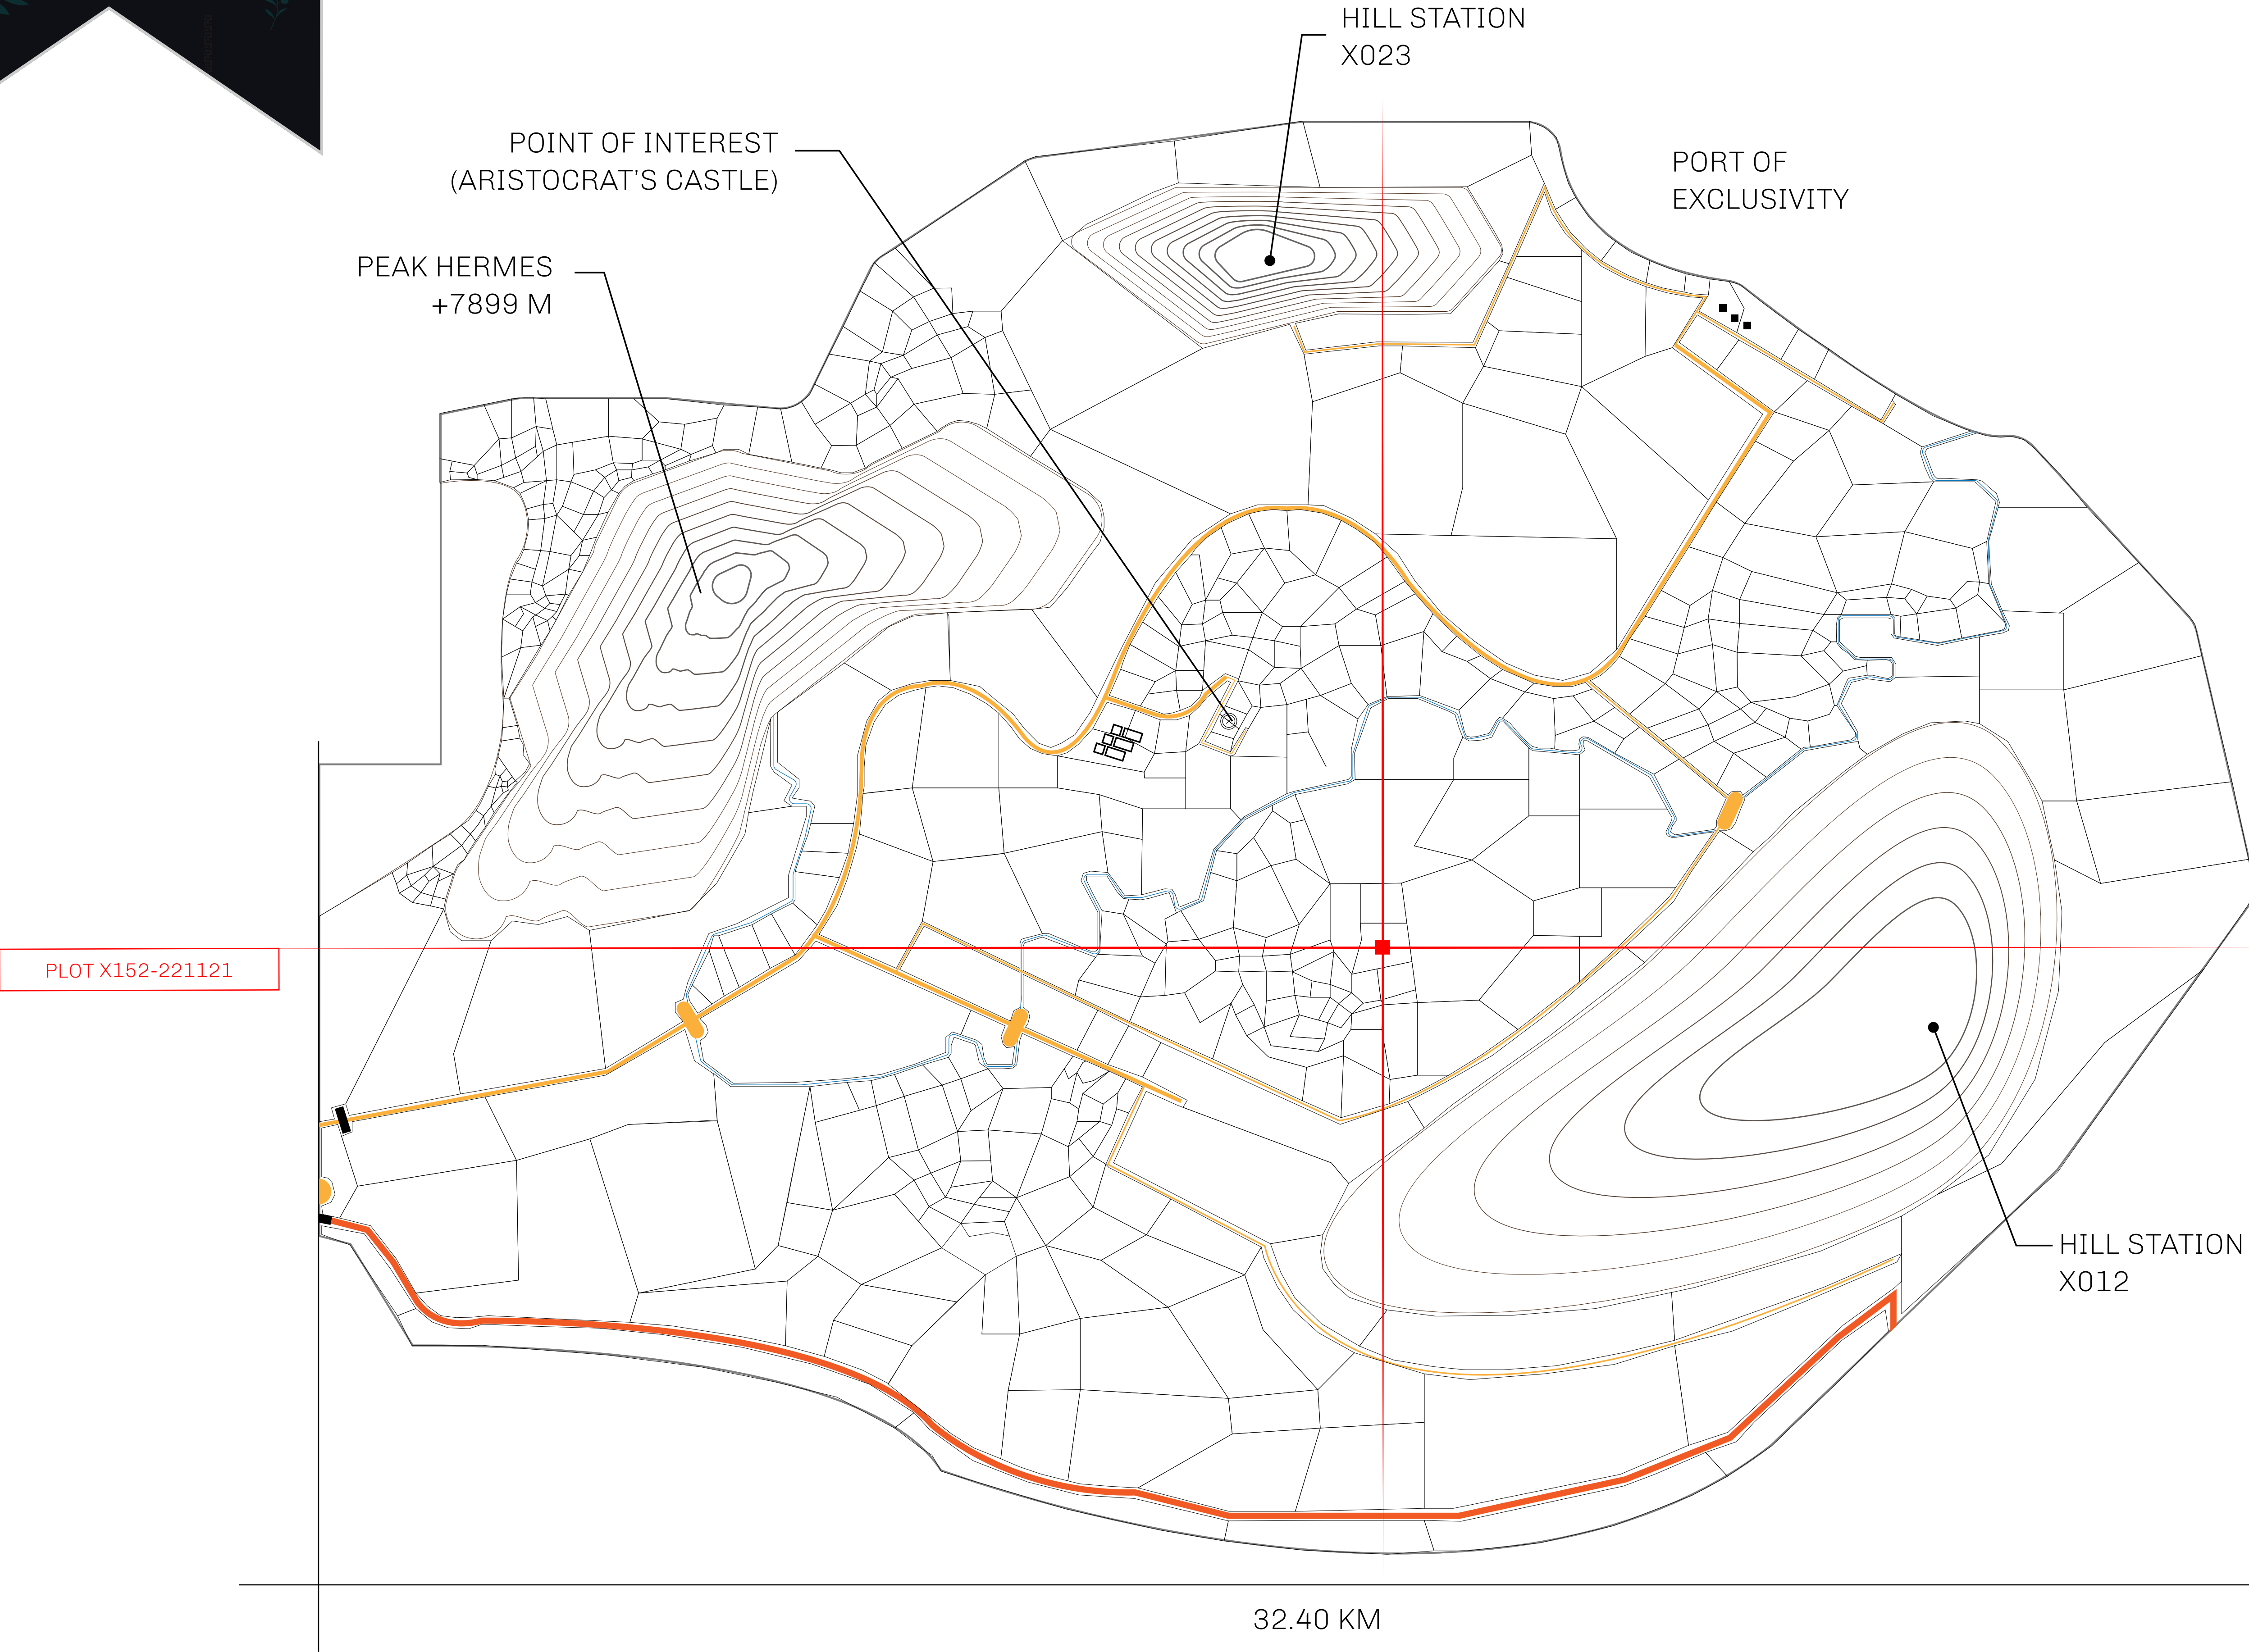 HILL STATION
X023
POINT OF INTEREST
(ARISTOCRAT'S CASTLE)
PORT OF
EXCLUSIVITY
PEAK HERMES
+7899 M
PLOT X152-221121
HILL STATION
X012
32.40 KM